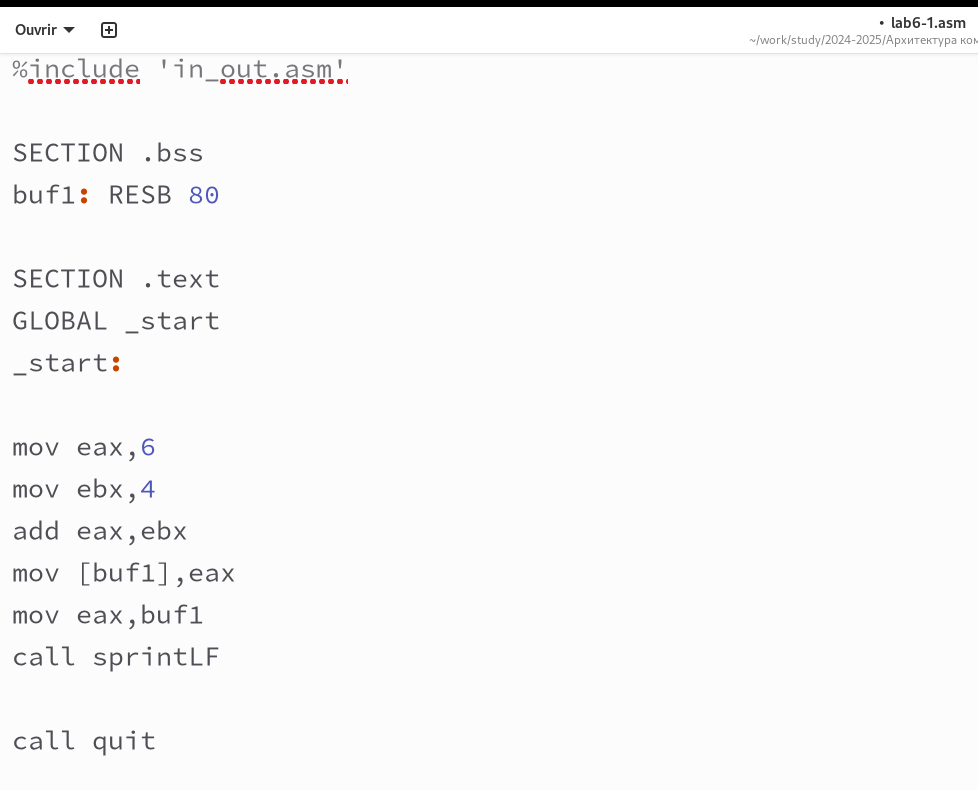 Ouvrir
• lab6-1.asm
~/work/study/2024-2025/Архитектура
%include 'in_out.asm'
SECTION .bss
buf1: RESB 80
SECTION .text
GLOBAL _start
_start:
mov eax,6
mov ebx,4
add eax,ebx
mov [buf1],eax
mov eax,buf1
call sprintLF
call quit